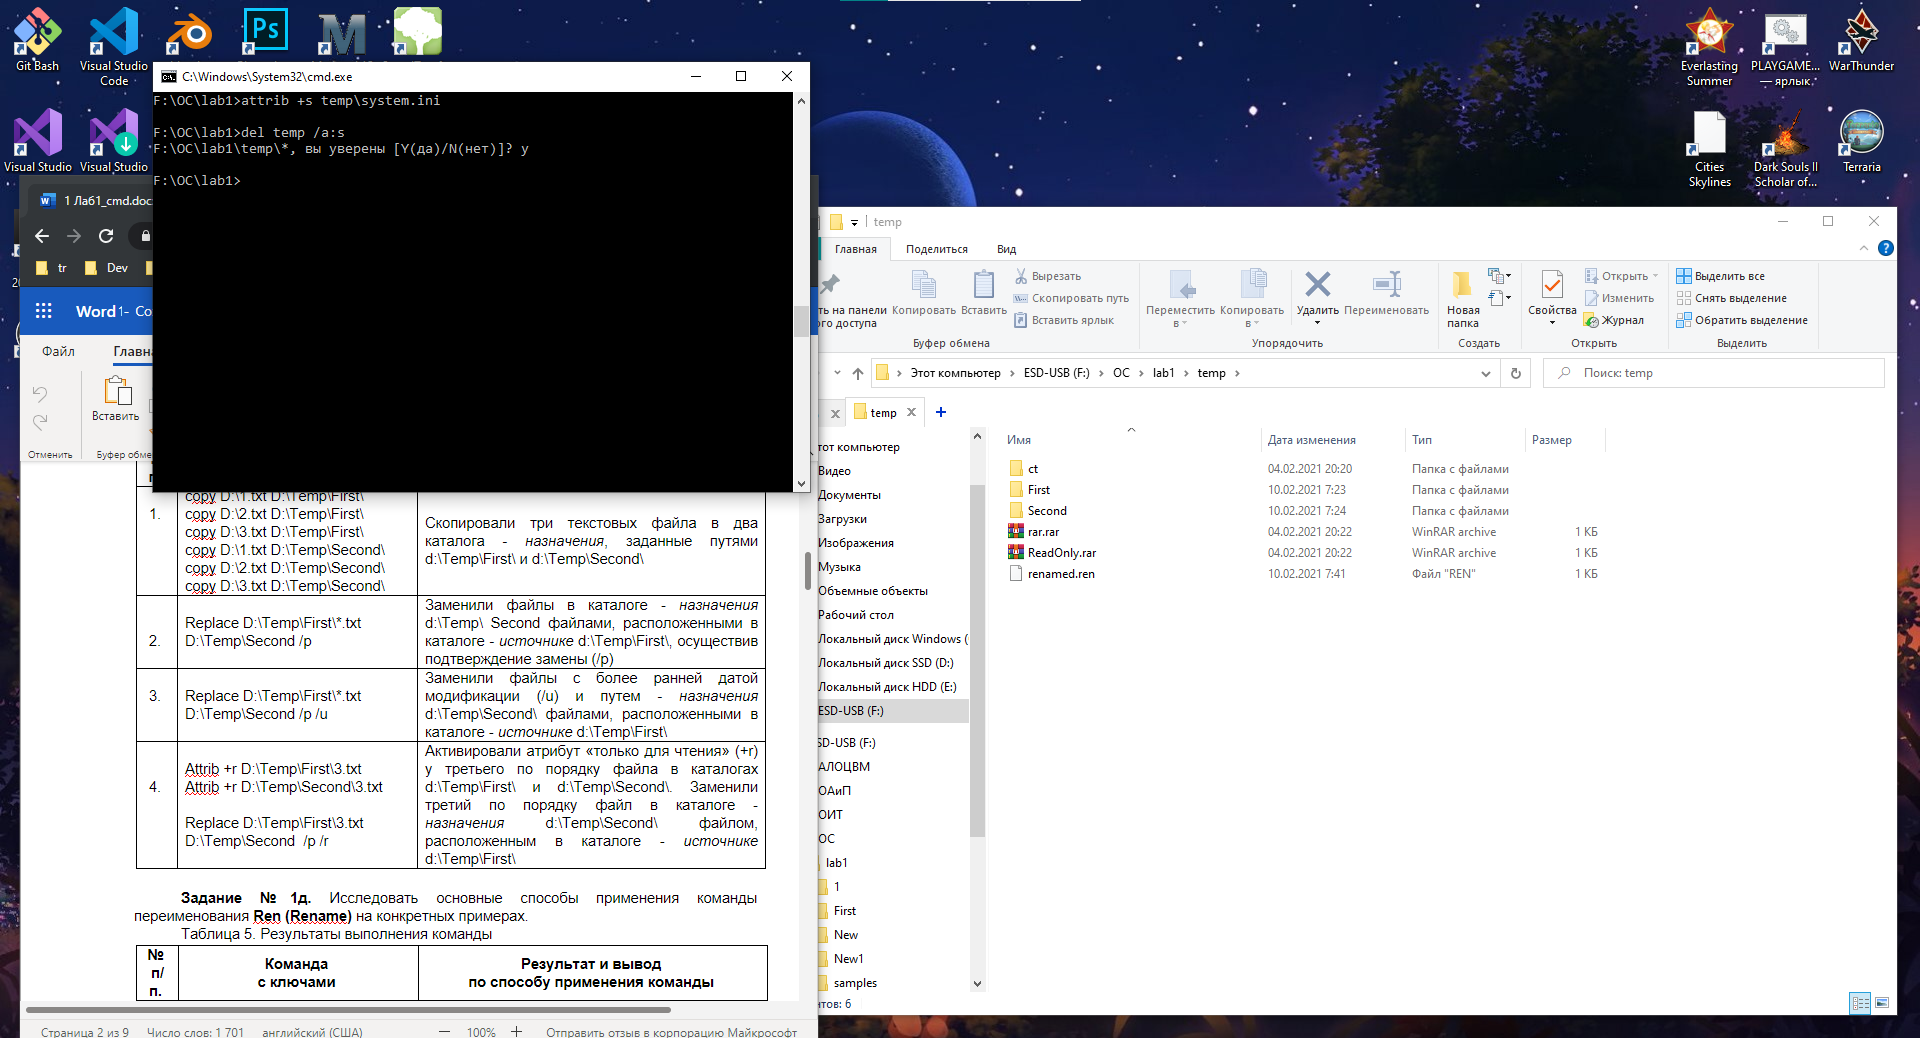 Git Bash
Visual Studio Code
Ps
M
Visual Studio
Visual Studio
Everlasting Summer
PLAYGAME... — ярлык.
WarThunder
Cities Skylines
Dark Souls II Scholar of...
Terraria
C:\Windows\System32\cmd.exe
F:\OC\lab1>attrib +s temp\system.ini
F:\OC\lab1>del temp /a:s
F:\OC\lab1\temp\*, вы уверены [Y(да)/N(нет)]? y
F:\OC\lab1>
1 Ла61_cmd.doc
tr
Dev
Word
1- Co
Файл
Главн
Вставить
Отменить
Буфер обме
1.
copy D:\1.txt D:\Temp\First\
copy D:\2.txt D:\Temp\First\
copy D:\3.txt D:\Temp\First\
copy D:\1.txt D:\Temp\Second\
copy D:\2.txt D:\Temp\Second\
copy D:\3.txt D:\Temp\Second\
Скопировали три текстовых файла в два
каталога - назначения, заданные путями
d:\Temp\First\ и d:\Temp\Second\
2.
Replace D:\Temp\First\*.txt
D:\Temp\Second /p
Заменили файлы в каталоге - назначения
d:\Temp\ Second файлами, расположенными в
каталоге - источнике d:\Temp\First\, осуществив
подтверждение замены (/p)
3.
Replace D:\Temp\First\*.txt
D:\Temp\Second /p /u
Заменили файлы с более ранней датой
модификации (/u) и путем - назначения
d:\Temp\Second\ файлами, расположенными в
каталоге - источнике d:\Temp\First\
4.
Attrib +r D:\Temp\First\3.txt
Attrib +r D:\Temp\Second\3.txt
Replace D:\Temp\First\3.txt
D:\Temp\Second /p /r
Активировали атрибут «только для чтения» (+r)
у третьего по порядку файла в каталогах
d:\Temp\First\ и d:\Temp\Second\. Заменили
третий по порядку файл в каталоге -
назначения d:\Temp\Second\ файлом,
расположенным в каталоге - источнике
d:\Temp\First\
Задание № 1д. Исследовать основные способы применения команды
переименования Ren (Rename) на конкретных примерах.
Таблица 5. Результаты выполнения команды
№ п/ п.
Команда
с ключами
Результат и вывод
по способу применения команды
Страница 2 из 9
Число слов: 1 701
английский (США)
100%
Отправить отзыв в корпорацию Майкрософт
temp
Главная
Поделиться
Вид
ть на панели
ого доступа
Копировать
Вставить
Вырезать
Скопировать путь
Вставить ярлык
Буфер обмена
Переместить в
Копировать в
Удалить
Переименовать
Упорядочить
Новая папка
Создать
Свойства
Открыть
Изменить
Журнал
Открыть
Выделить все
Снять выделение
Обратить выделение
Выделить
Этот компьютер
ESD-USB (F:)
ОС
lab1
temp
Поиск: temp
temp
тот компьютер
Видео
Документы
Загрузки
Изображения
Музыка
Объемные объекты
Рабочий стол
Локальный диск Windows (
Локальный диск SSD (D:)
Локальный диск HDD (E:)
ESD-USB (F:)
SD-USB (F:)
АЛОЦВМ
ОАиП
ОИТ
ОС
lab1
1
First
New
New1
samples
нтов: 6
Имя
Дата изменения
Тип
Размер
ct 04.02.2021 20:20 Папка с файлами
First 10.02.2021 7:23 Папка с файлами
Second 10.02.2021 7:24 Папка с файлами
rar.rar 04.02.2021 20:22 WinRAR archive 1 КБ
ReadOnly.rar 04.02.2021 20:22 WinRAR archive 1 КБ
renamed.ren 10.02.2021 7:41 Файл "REN" 1 КБ